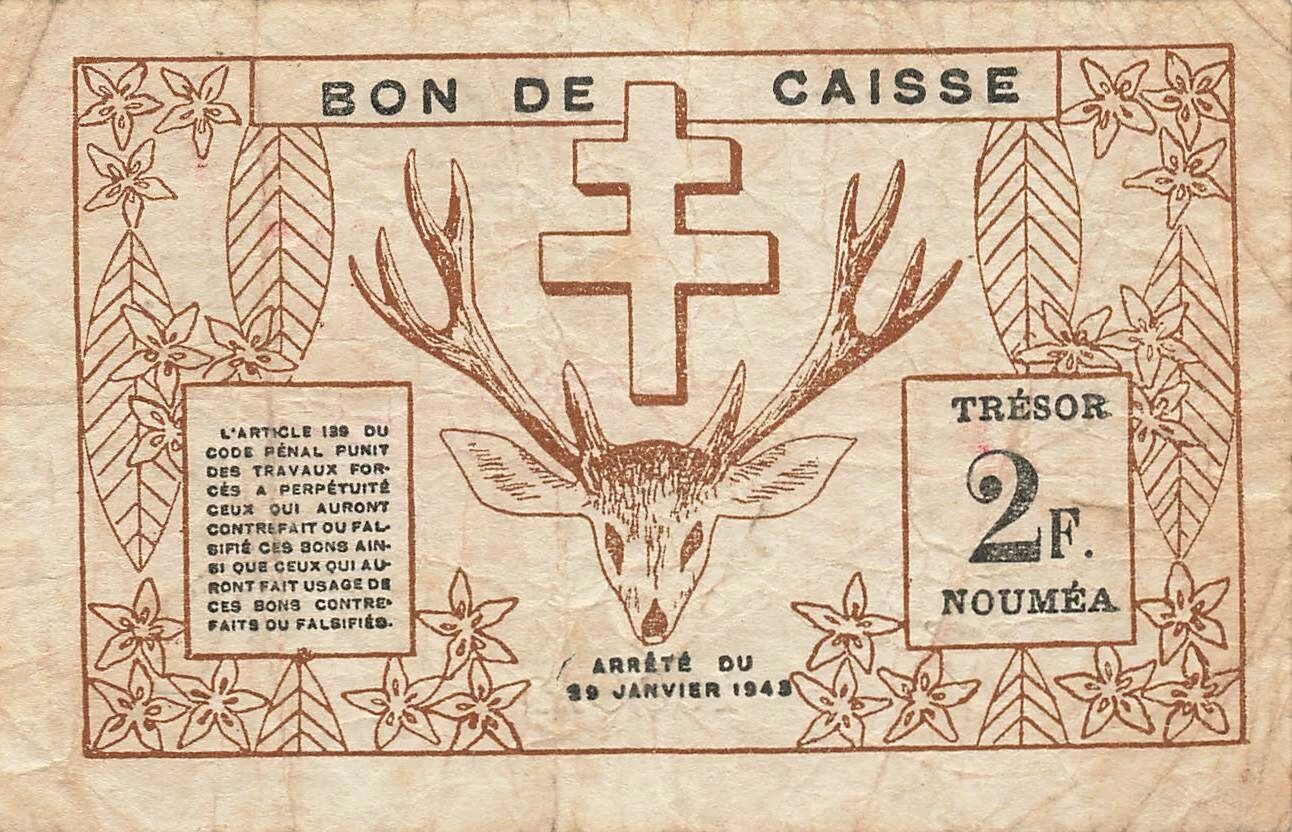 BON DE CAISSE
L'ARTICLE 139 DU
CODE PÉNAL PUNIT
DES TRAVAUX FOR-
CÉS A PERPÉTUITÉ
CEUX QUI AURONT
CONTREFAIT OU FAL-
SIFIÉ CES BONS AIN-
SI QUE CEUX QUI AU-
RONT FAIT USAGE DE
CES BONS CONTRE-
FAITS OU FALSIFIÉS.
TRÉSOR
2F.
NOUMÉA
ARRÊTÉ DU
29 JANVIER 1943